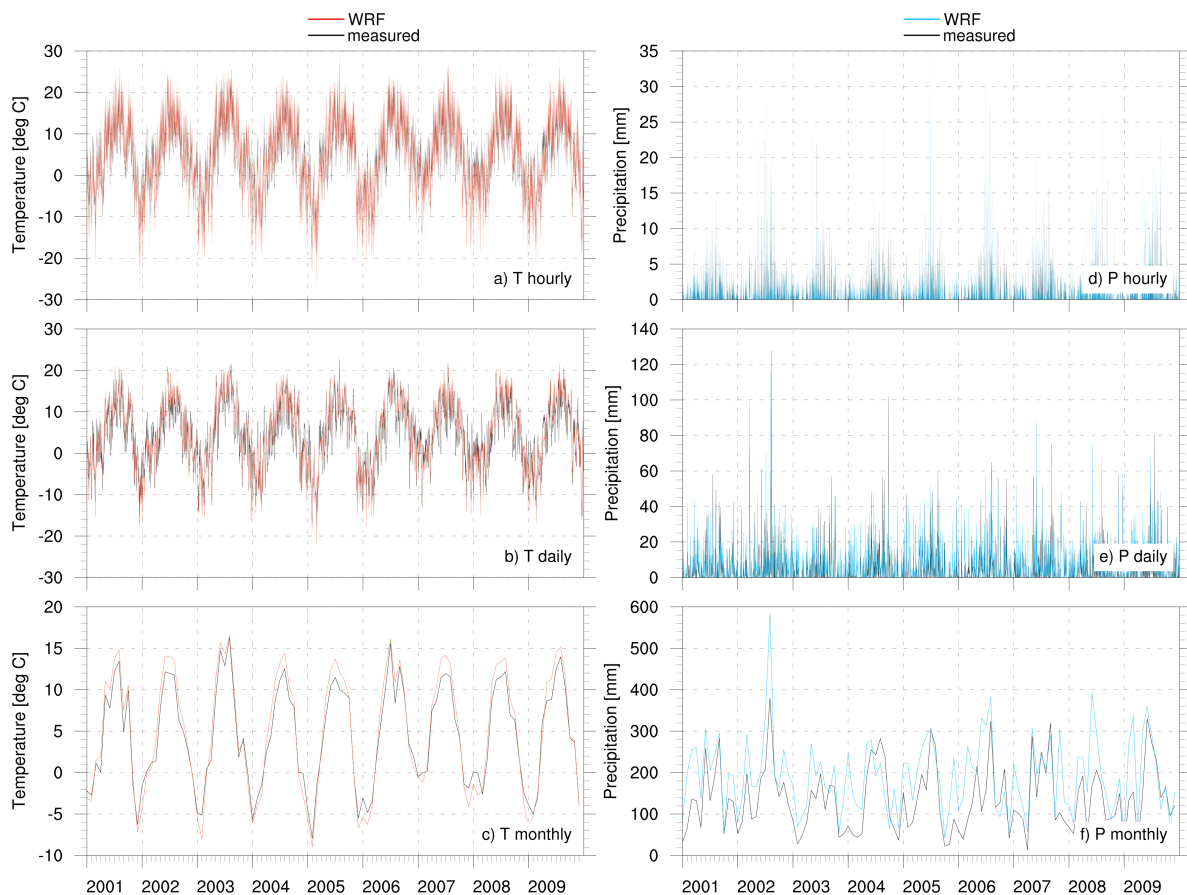 WRF
measured
WRF
measured
30
20
10
0
-10
-20
-30
Temperature [deg C]
a) T hourly
35
30
25
20
15
10
5
0
Precipitation [mm]
d) P hourly
30
20
10
0
-10
-20
-30
Temperature [deg C]
b) T daily
140
120
100
80
60
40
20
0
Precipitation [mm]
e) P daily
20
15
10
5
0
-5
-10
Temperature [deg C]
c) T monthly
2001 2002 2003 2004 2005 2006 2007 2008 2009
600
500
400
300
200
100
0
Precipitation [mm]
f) P monthly
2001 2002 2003 2004 2005 2006 2007 2008 2009